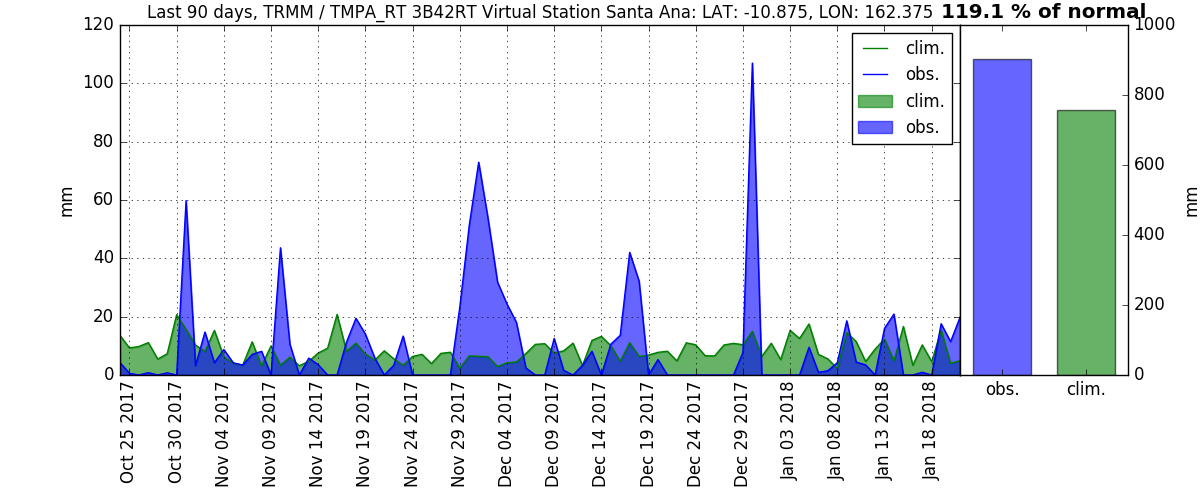 Last 90 days, TRMM / TMPA_RT 3B42RT Virtual Station Santa Ana: LAT: -10.875, LON: 162.375 119.1 % of normal
120
100
80
60
40
20
0
mm
clim.
obs.
clim.
obs.
1000
800
600
400
200
0
mm
obs.
clim.
Oct 25 2017
Oct 30 2017
Nov 04 2017
Nov 09 2017
Nov 14 2017
Nov 19 2017
Nov 24 2017
Nov 29 2017
Dec 04 2017
Dec 09 2017
Dec 14 2017
Dec 19 2017
Dec 24 2017
Dec 29 2017
Jan 03 2018
Jan 08 2018
Jan 13 2018
Jan 18 2018